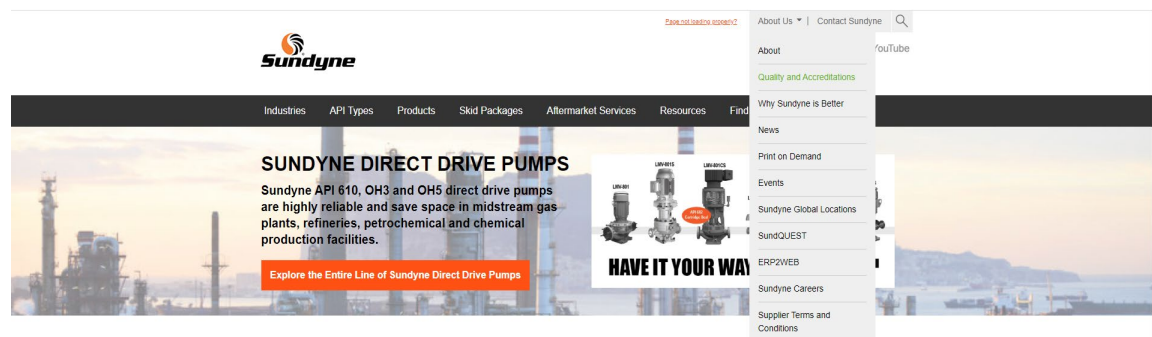 Page not loading properly?
About Us
Contact Sundyne
About
YouTube
Sundyne
Quality and Accreditations
Why Sundyne is Better
News
Print on Demand
Events
Sundyne Global Locations
SundQUEST
ERP2WEB
Sundyne Careers
Supplier Terms and
Conditions
Industries
API Types
Products
Skid Packages
Aftermarket Services
Resources
Find
SUNDYNE DIRECT DRIVE PUMPS
Sundyne API 610, OH3 and OH5 direct drive pumps
are highly reliable and save space in midstream gas
plants, refineries, petrochemical and chemical
production facilities.
Explore the Entire Line of Sundyne Direct Drive Pumps
LMV-801
LMV-801S
LMV-801CS
HAVE IT YOUR WAY